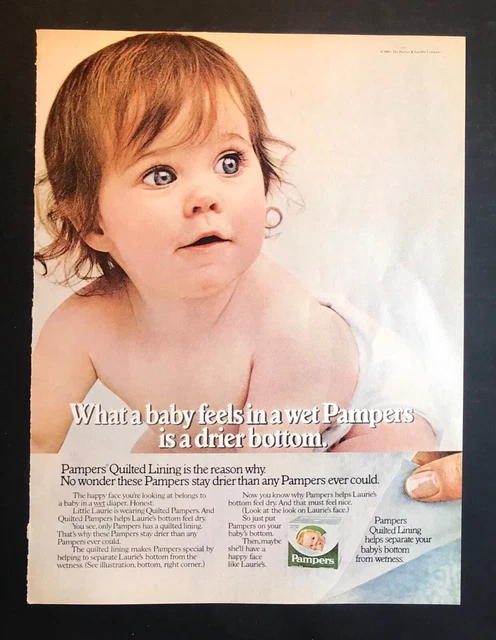 ©1980, The Procter & Gamble Company
What a baby feels in a wet Pampers
is a drier bottom.
Pampers® Quilted Lining is the reason why.
No wonder these Pampers stay drier than any Pampers ever could.
The happy face you're looking at belongs to
a baby in a wet diaper. Honest.
Little Laurie is wearing Quilted Pampers. And
Quilted Pampers helps Laurie's bottom feel dry.
You see, only Pampers has a quilted lining.
That's why these Pampers stay drier than any
Pampers ever could.
The quilted lining makes Pampers special by
helping to separate Laurie's bottom from the
wetness. (See illustration, bottom, right corner.)
Now you know why Pampers helps Laurie's
bottom feel dry. And that must feel nice.
(Look at the look on Laurie's face.)
So just put
Pampers on your
baby's bottom.
Then, maybe
she'll have a
happy face
like Laurie's.
Pampers
Pampers
Quilted Lining
helps separate your
baby's bottom
from wetness.